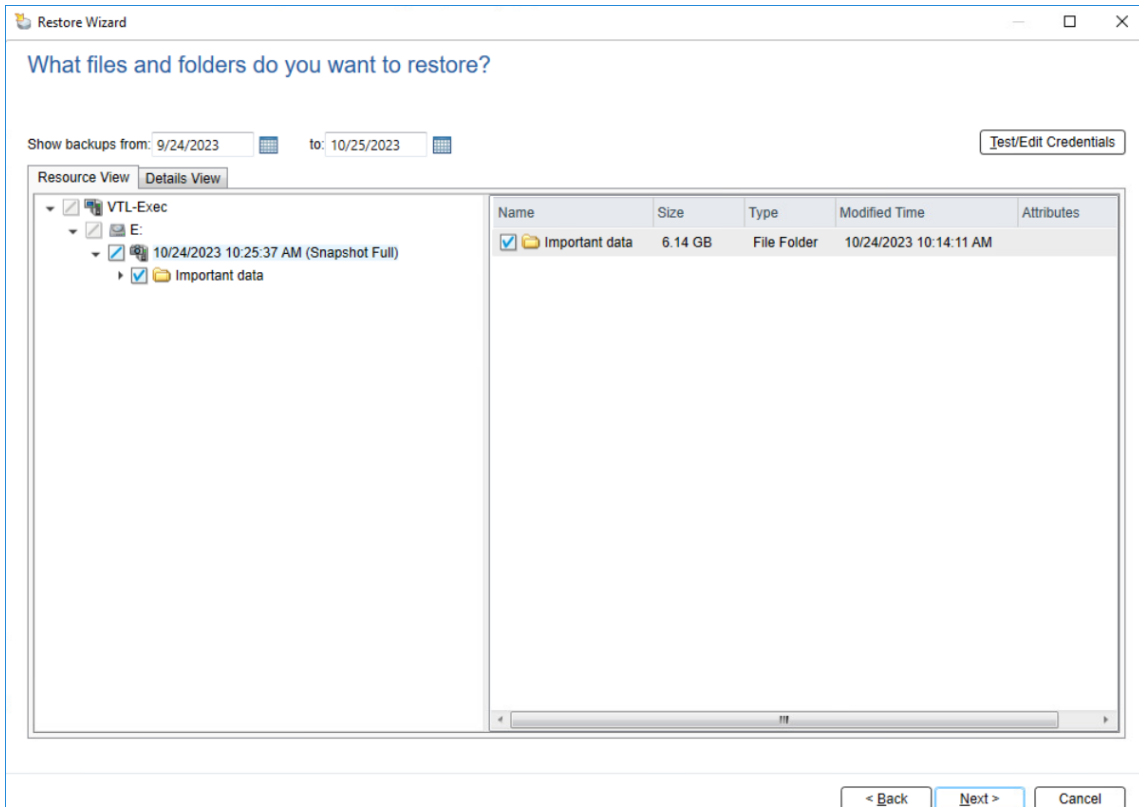 Restore Wizard
What files and folders do you want to restore?
Show backups from: 9/24/2023 to: 10/25/2023 Test/Edit Credentials
Resource View Details View
VTL-Exec
E:
10/24/2023 10:25:37 AM (Snapshot Full)
Important data
Name Size Type Modified Time Attributes
Important data 6.14 GB File Folder 10/24/2023 10:14:11 AM
< Back Next > Cancel